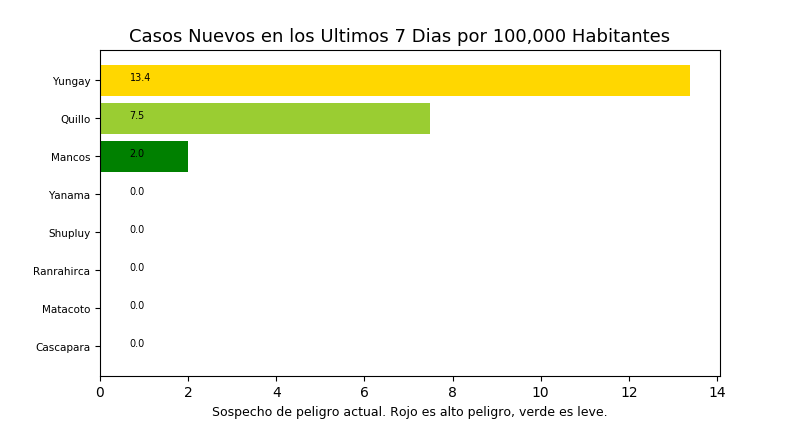 Casos Nuevos en los Ultimos 7 Dias por 100,000 Habitantes
Yungay 13.4
Quillo 7.5
Mancos 2.0
Yanama 0.0
Shupluy 0.0
Ranrahirca 0.0
Matacoto 0.0
Cascapara 0.0
0 2 4 6 8 10 12 14
Sospecho de peligro actual. Rojo es alto peligro, verde es leve.